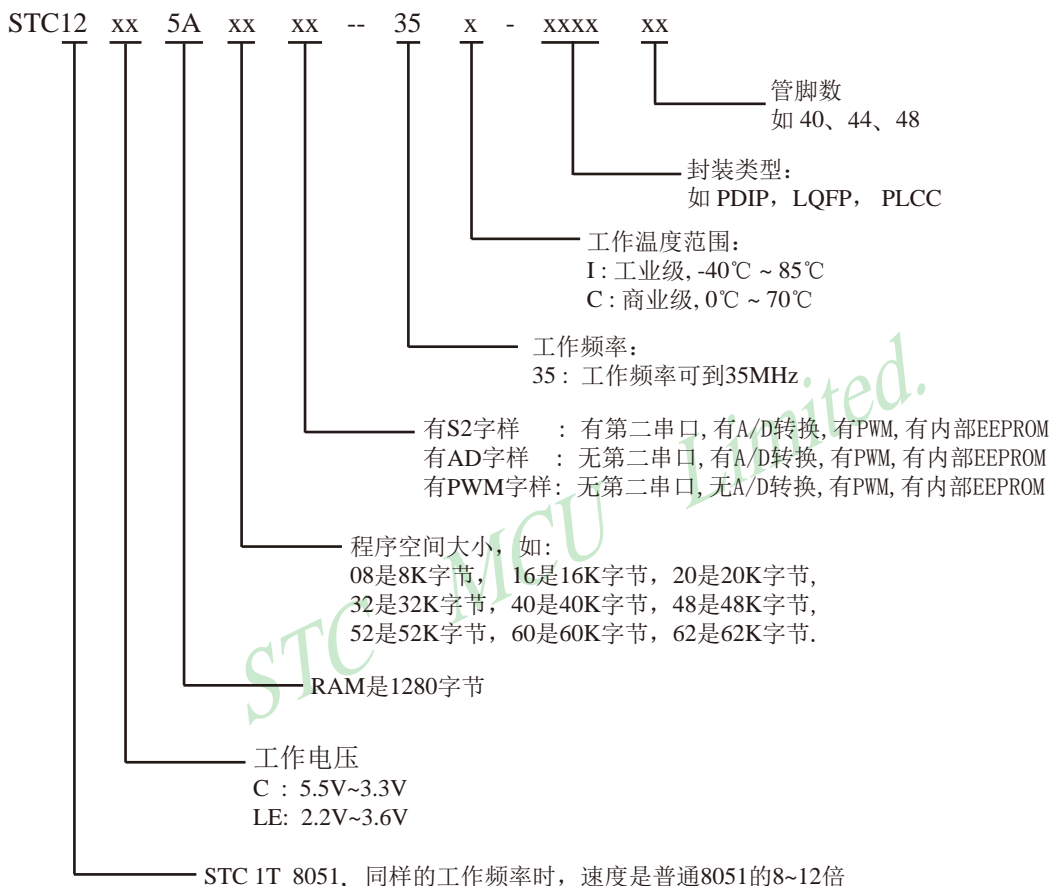 STC12 xx 5A xx xx -- 35 x - xxxx xx
管脚数
如 40、44、48
封装类型：
如 PDIP，LQFP， PLCC
工作温度范围：
I : 工业级, -40℃ ~ 85℃
C : 商业级, 0℃ ~ 70℃
工作频率：
35 : 工作频率可到35MHz
有S2字样 : 有第二串口, 有A/D转换, 有PWM, 有内部EEPROM
有AD字样 : 无第二串口, 有A/D转换, 有PWM, 有内部EEPROM
有PWM字样: 无第二串口, 无A/D转换, 有PWM, 有内部EEPROM
程序空间大小，如:
08是8K字节， 16是16K字节，20是20K字节,
32是32K字节，40是40K字节，48是48K字节,
52是52K字节，60是60K字节，62是62K字节.
RAM是1280字节
工作电压
C : 5.5V~3.3V
LE: 2.2V~3.6V
STC 1T 8051，同样的工作频率时，速度是普通8051的8~12倍
STC MCU Limited.